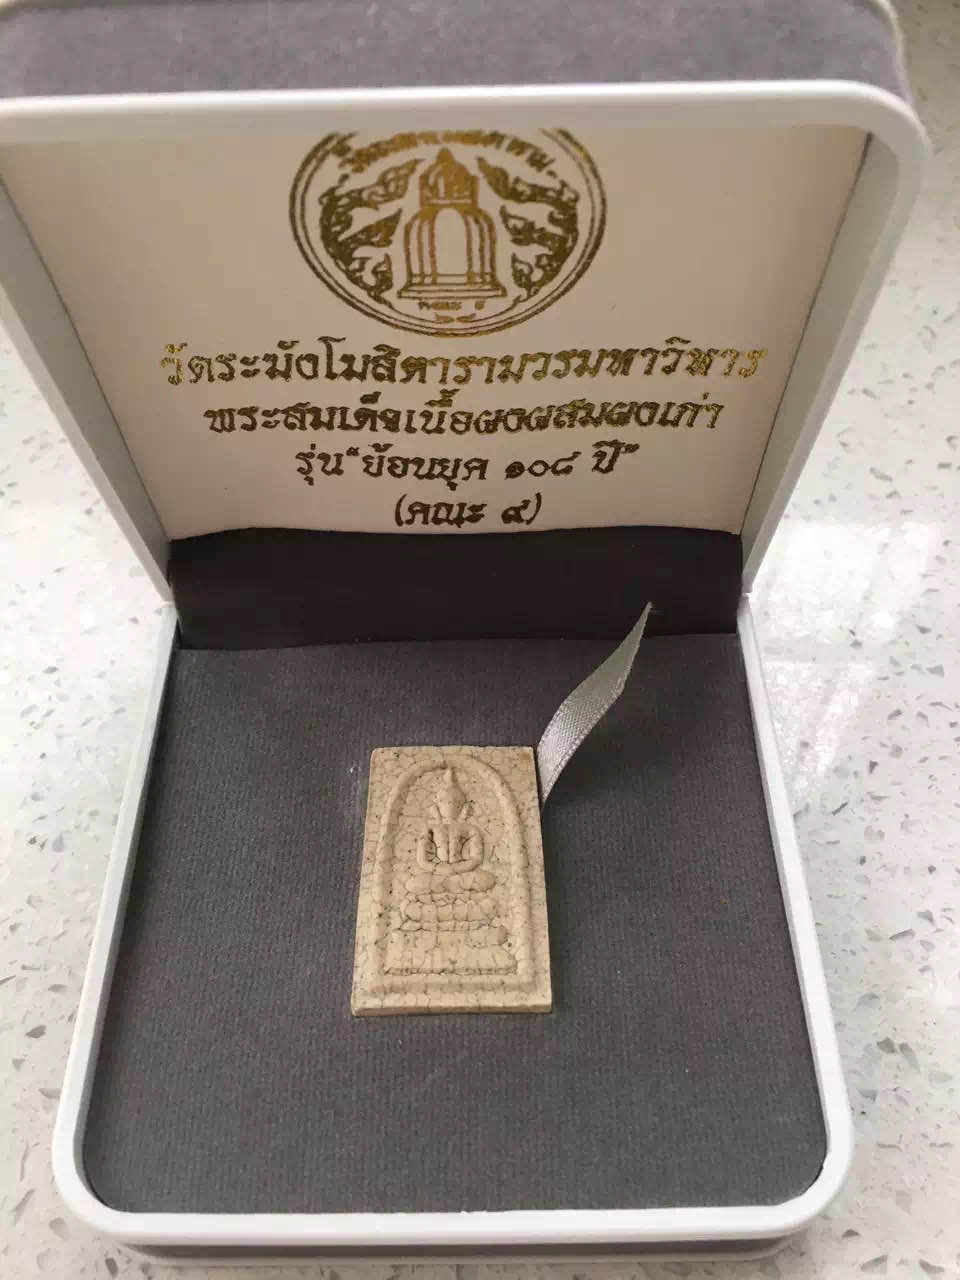 วัดระฆังโฆสิตารามวรมหาวิหาร
พระสมเด็จเนื้อผงผสมผงเก่า
รุ่น“ย้อนยุค ๑๐๘ ปี”
(คณะ ๕)